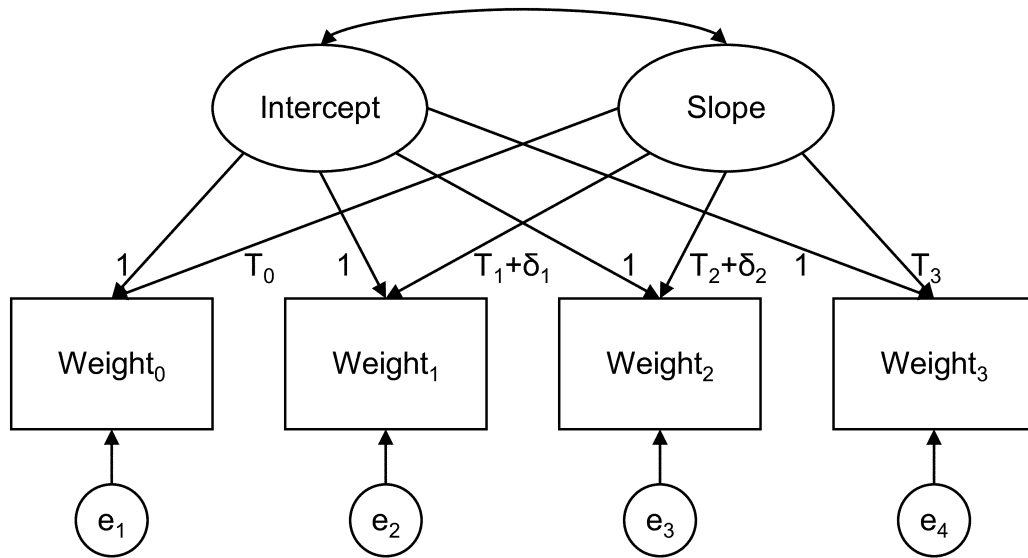 Intercept Slope
1 T₀ 1 T₁+δ₁ 1 T₂+δ₂ 1 T₃
Weight₀ Weight₁ Weight₂ Weight₃
e₁ e₂ e₃ e₄